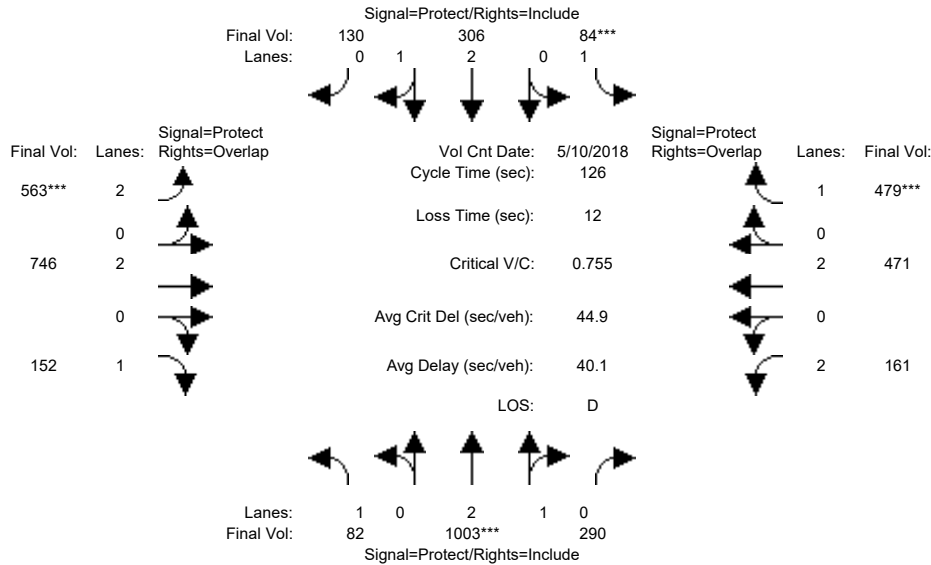 Signal=Protect/Rights=Include
Final Vol: 130 306 84***
Lanes: 0 1 2 0 1
Signal=Protect
Final Vol: Lanes: Rights=Overlap
Vol Cnt Date: 5/10/2018
Signal=Protect
Rights=Overlap Lanes: Final Vol:
Cycle Time (sec): 126
563*** 2
1 479***
Loss Time (sec): 12
0
0
746 2
Critical V/C: 0.755
2 471
0
Avg Crit Del (sec/veh): 44.9
0
152 1
Avg Delay (sec/veh): 40.1
2 161
LOS: D
Lanes: 1 0 2 1 0
Final Vol: 82 1003*** 290
Signal=Protect/Rights=Include